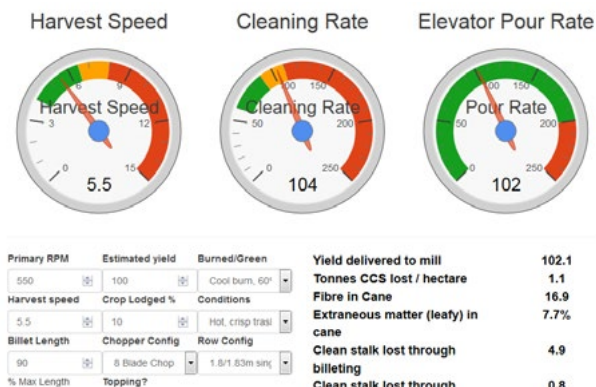 Harvest Speed
Cleaning Rate
Elevator Pour Rate
0
3
6
9
12
15
Harvest Speed
5.5
0
50
100
150
200
250
Cleaning Rate
104
0
50
100
150
200
250
Pour Rate
102
Primary RPM
Estimated yield
Burned/Green
550
100
Cool burn, 60°
Harvest speed
Crop Lodged %
Conditions
5.5
10
Hot, crisp trasl
Billet Length
Chopper Config
Row Config
90
8 Blade Chop
1.8/1.83m sing
% Max Length
Topping?
Yield delivered to mill 102.1
Tonnes CCS lost / hectare 1.1
Fibre in Cane 16.9
Extraneous matter (leafy) in 7.7%
cane
Clean stalk lost through 4.9
billeting
Clean stalk lost through 0.8